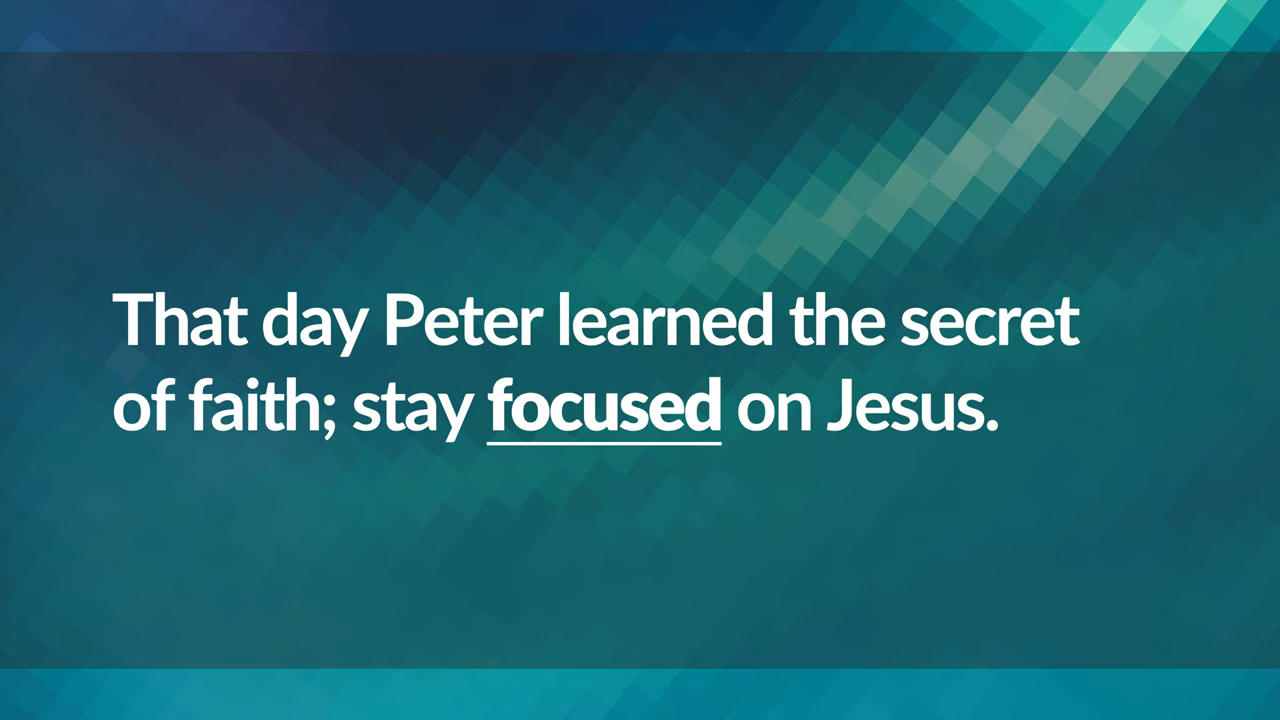 That day Peter learned the secret
of faith; stay focused on Jesus.